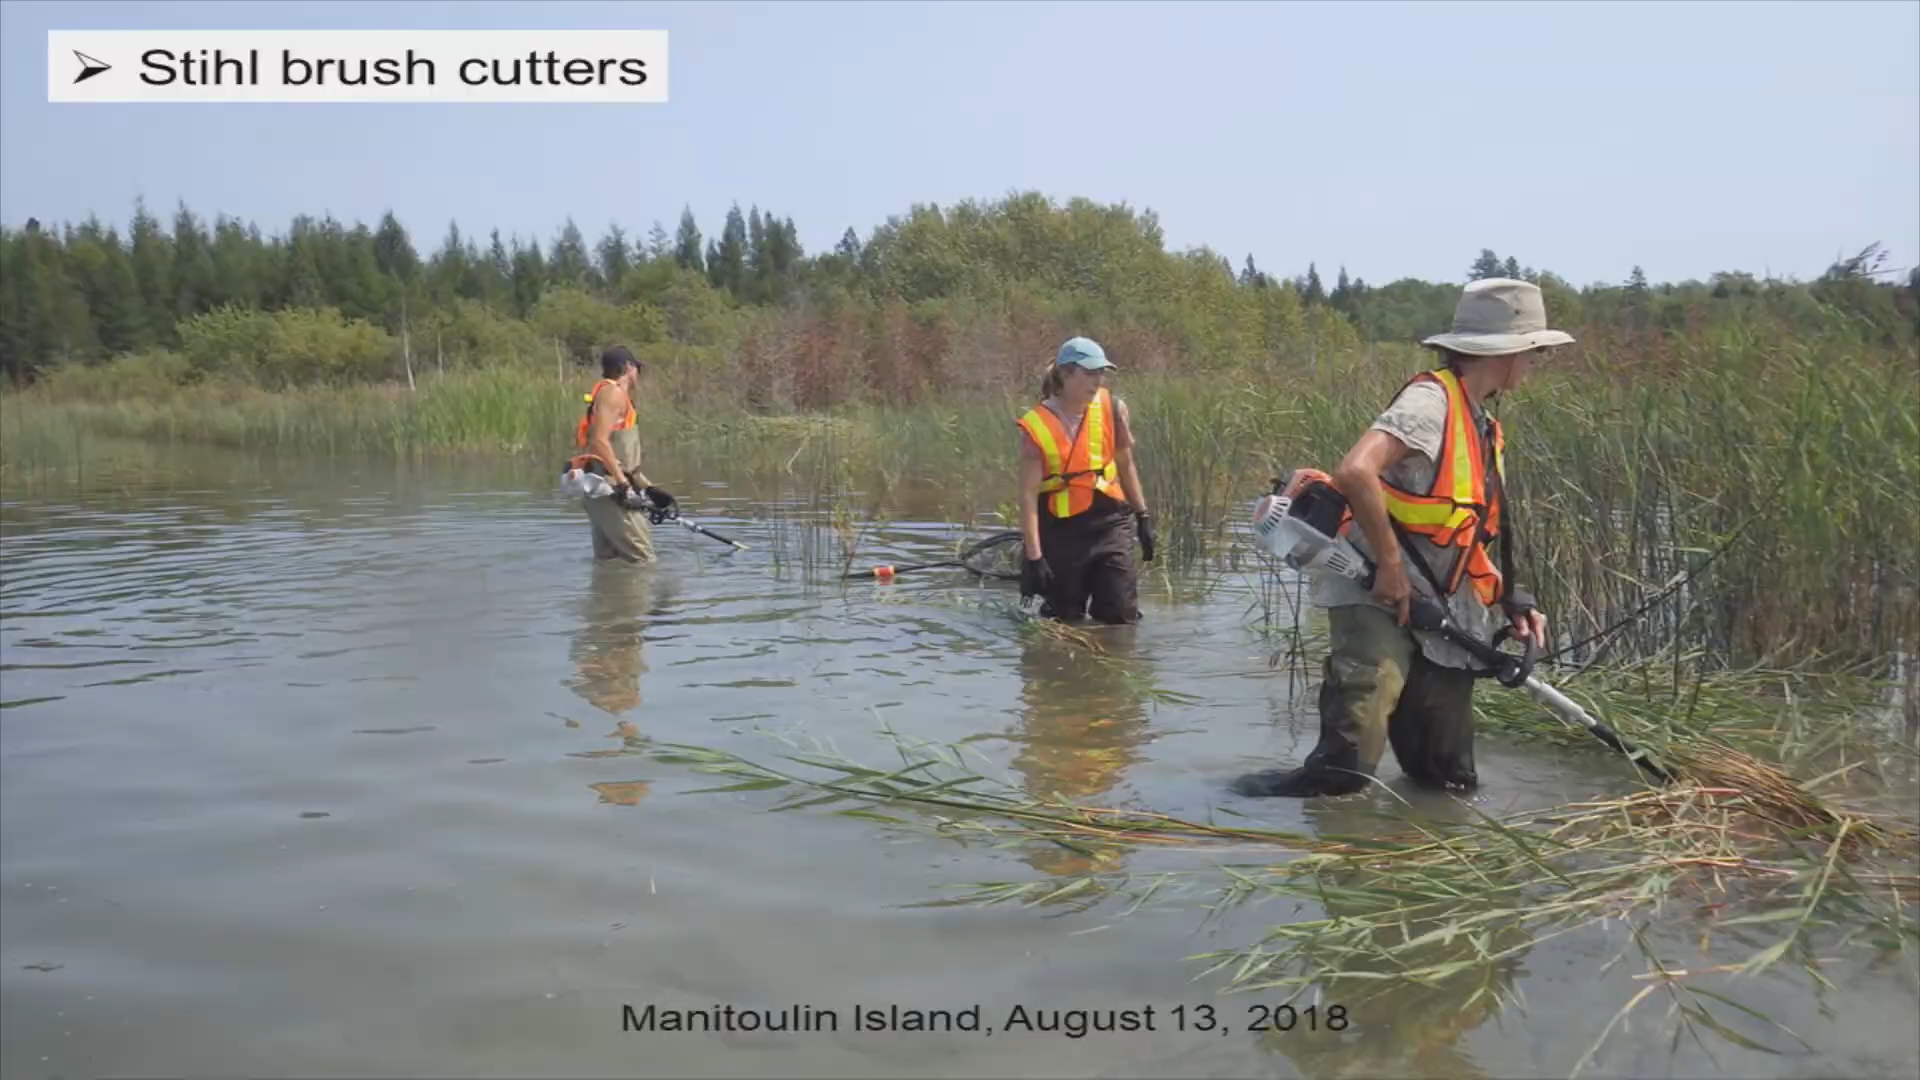 ➢ Stihl brush cutters
Manitoulin Island, August 13, 2018